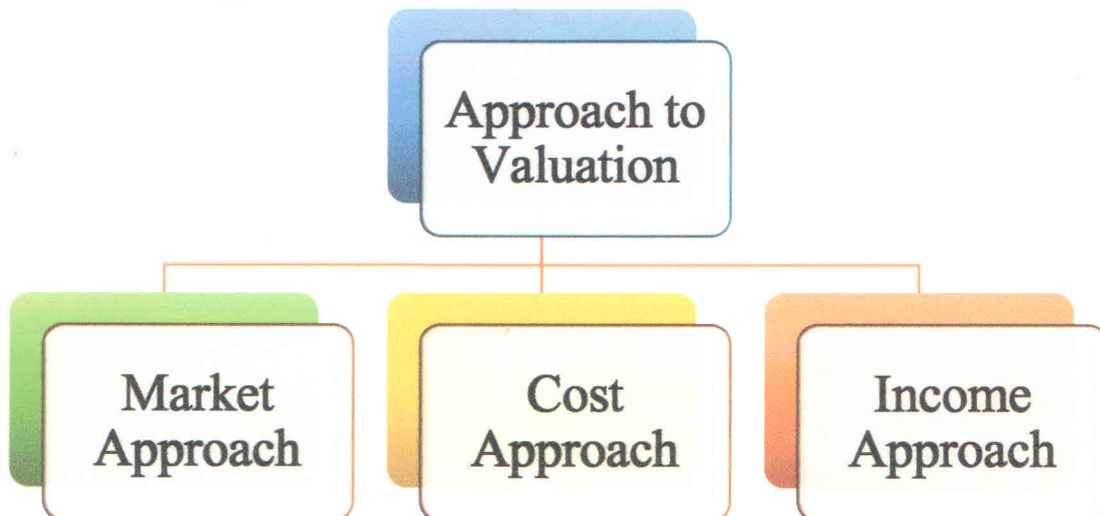 Approach to
Valuation
Market
Approach
Cost
Approach
Income
Approach